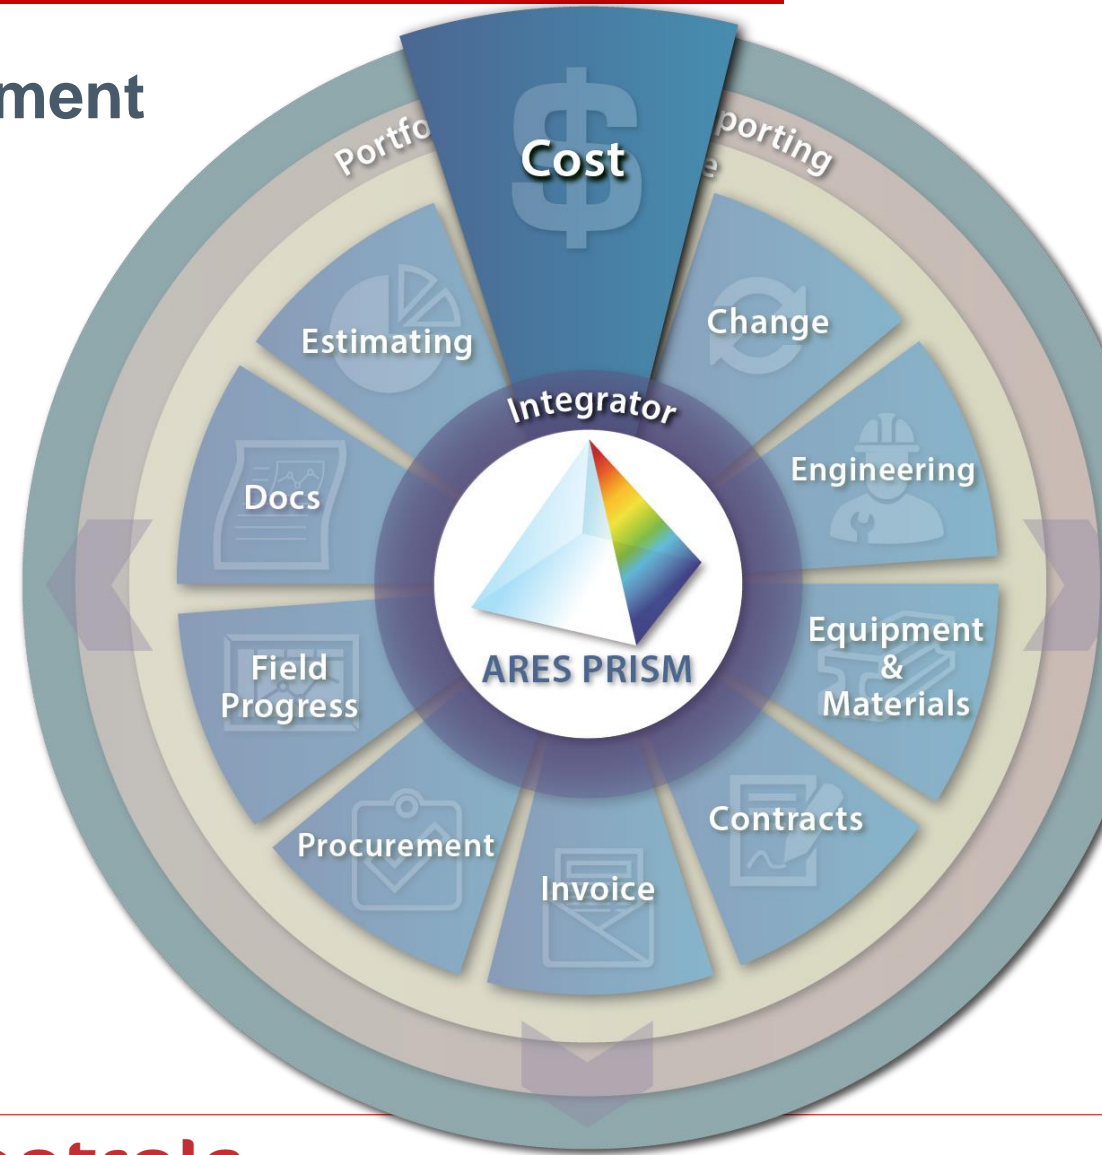 ment
Portfo
porting
e
Cost
Estimating
Change
Integrator
Docs
Engineering
ARES PRISM
Field
Progress
Equipment
&
Materials
Procurement
Contracts
Invoice